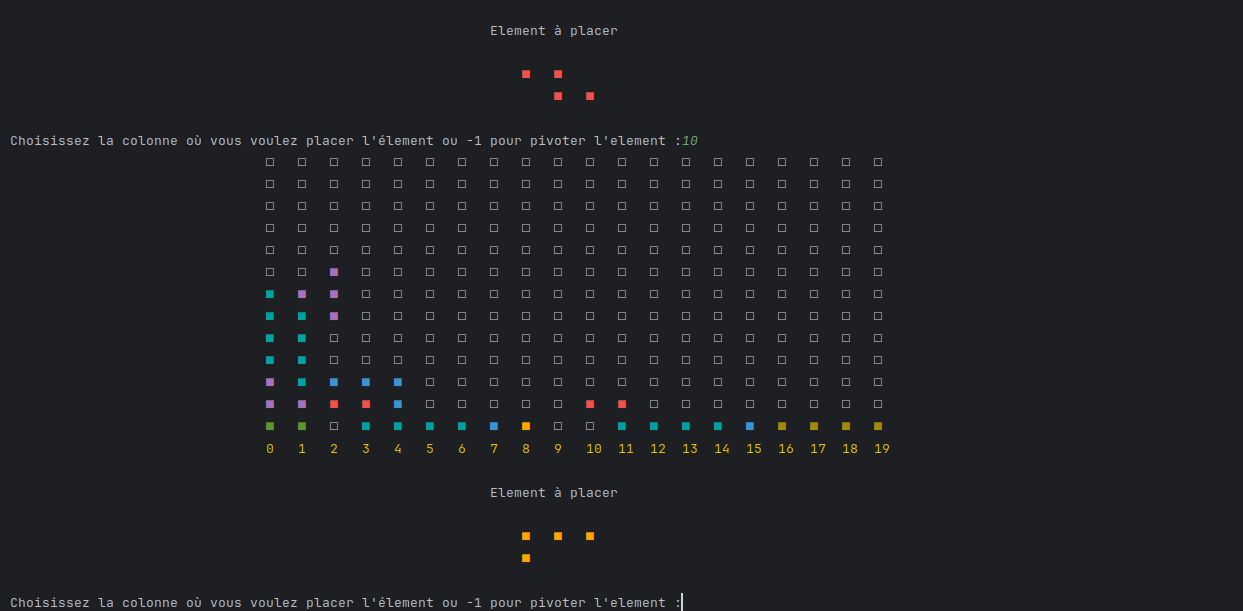 Element à placer
Choisissez la colonne où vous voulez placer l'élement ou -1 pour pivoter l'element :10
0 1 2 3 4 5 6 7 8 9 10 11 12 13 14 15 16 17 18 19
Element à placer
Choisissez la colonne où vous voulez placer l'élement ou -1 pour pivoter l'element :